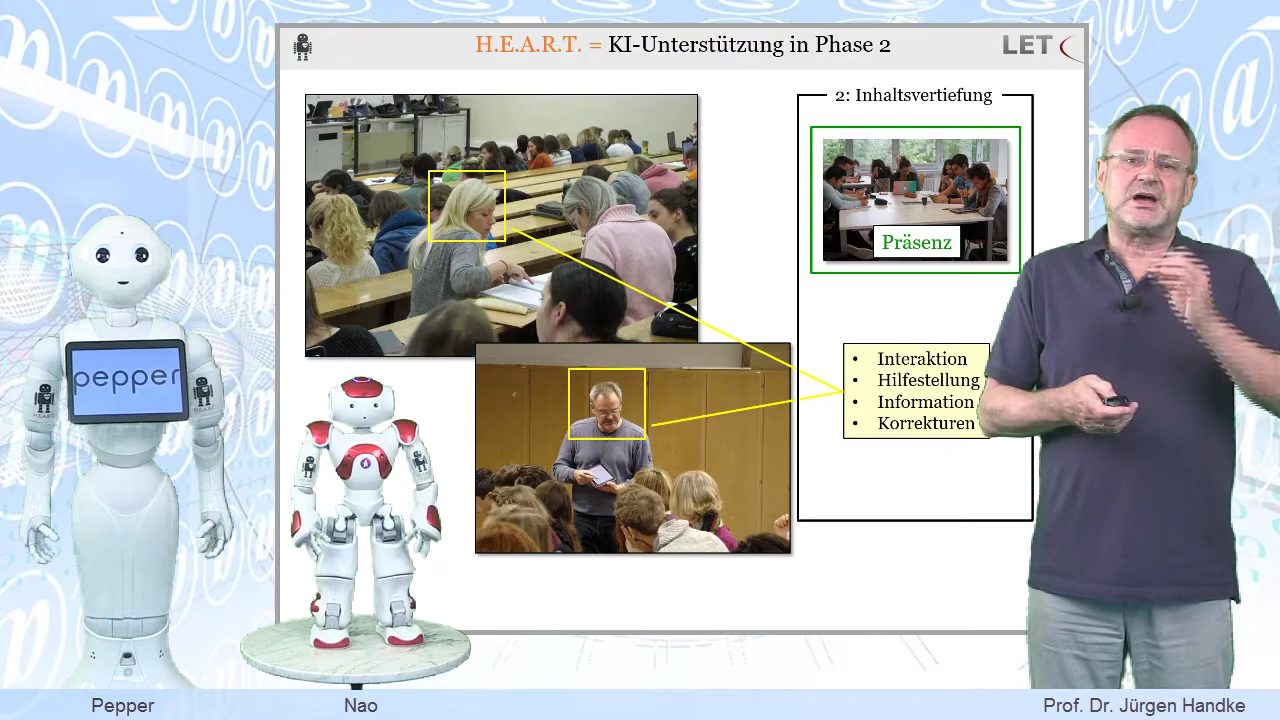 H.E.A.R.T. = KI-Unterstützung in Phase 2
LET
2: Inhaltsvertiefung
Präsenz
• Interaktion
• Hilfestellung
• Information
• Korrekturen
pepper
H.E.A.R.T.
H.E.A.R.T.
Pepper
Nao
Prof. Dr. Jürgen Handke